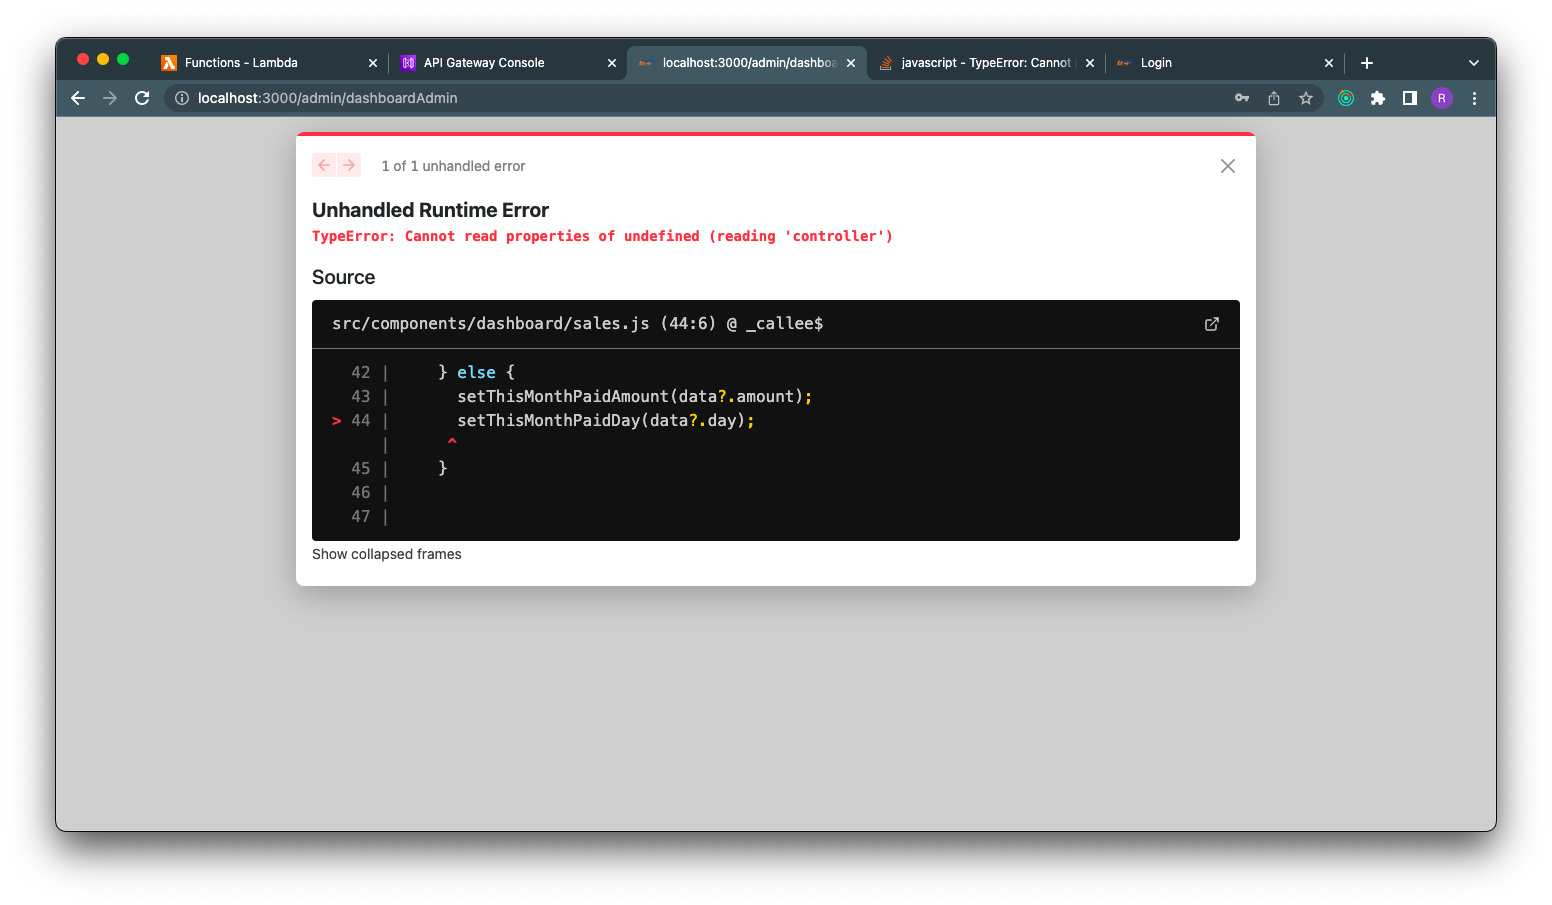 Functions - Lambda
API Gateway Console
localhost:3000/admin/dashboa
javascript - TypeError: Cannot
Login
localhost:3000/admin/dashboardAdmin
R
1 of 1 unhandled error
Unhandled Runtime Error
TypeError: Cannot read properties of undefined (reading 'controller')
Source
src/components/dashboard/sales.js (44:6) @ _callee$
42 | } else {
43 | setThisMonthPaidAmount(data?.amount);
> 44 | setThisMonthPaidDay(data?.day);
| ^
45 | }
46 |
47 |
Show collapsed frames